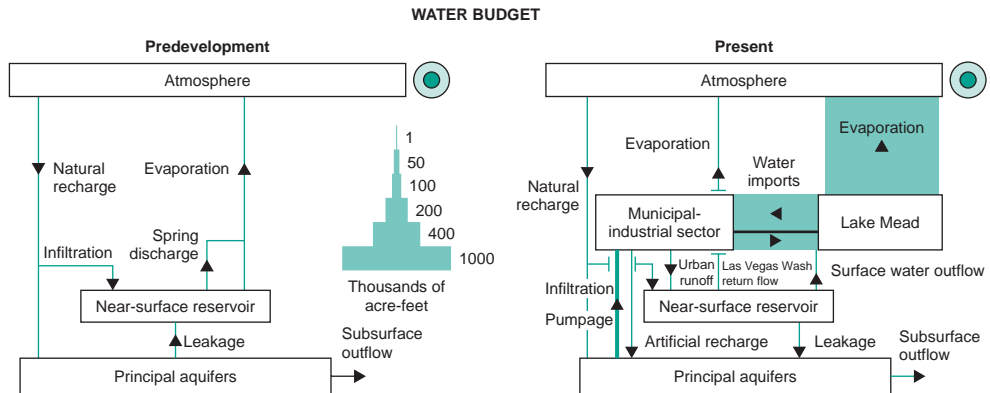 WATER BUDGET
Predevelopment
Atmosphere
Natural
recharge
Evaporation
Infiltration
Spring
discharge
Near-surface reservoir
Leakage
Subsurface
outflow
Principal aquifers
1
50
100
200
400
1000
Thousands of
acre-feet
Present
Atmosphere
Evaporation
Evaporation
Water
imports
Natural
recharge
Municipal-
industrial sector
Lake Mead
Urban
runoff
Las Vegas Wash
return flow
Surface water outflow
Infiltration
Near-surface reservoir
Pumpage
Artificial recharge
Leakage
Subsurface
outflow
Principal aquifers